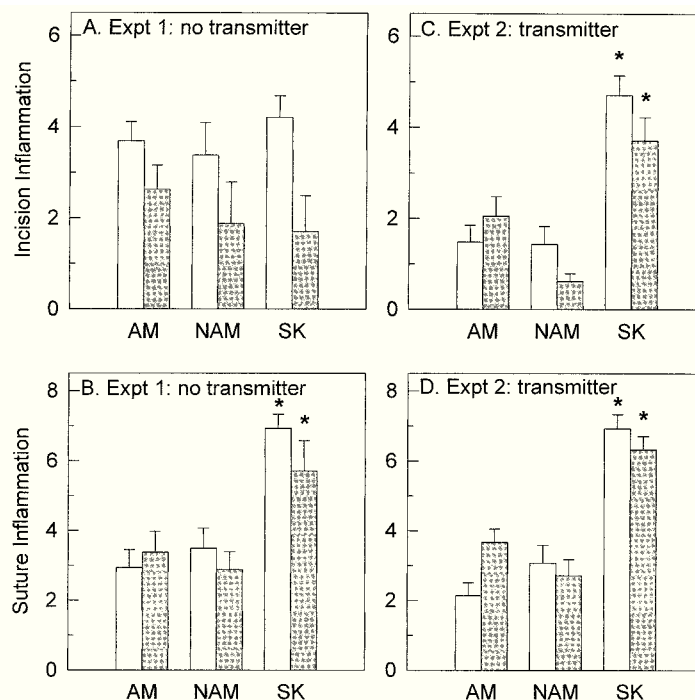 A. Expt 1: no transmitter
Incision Inflammation
6
4
2
0
AM NAM SK
C. Expt 2: transmitter
6
4
2
0
* *
AM NAM SK
B. Expt 1: no transmitter
Suture Inflammation
8
6
4
2
0
* *
AM NAM SK
D. Expt 2: transmitter
8
6
4
2
0
* *
AM NAM SK